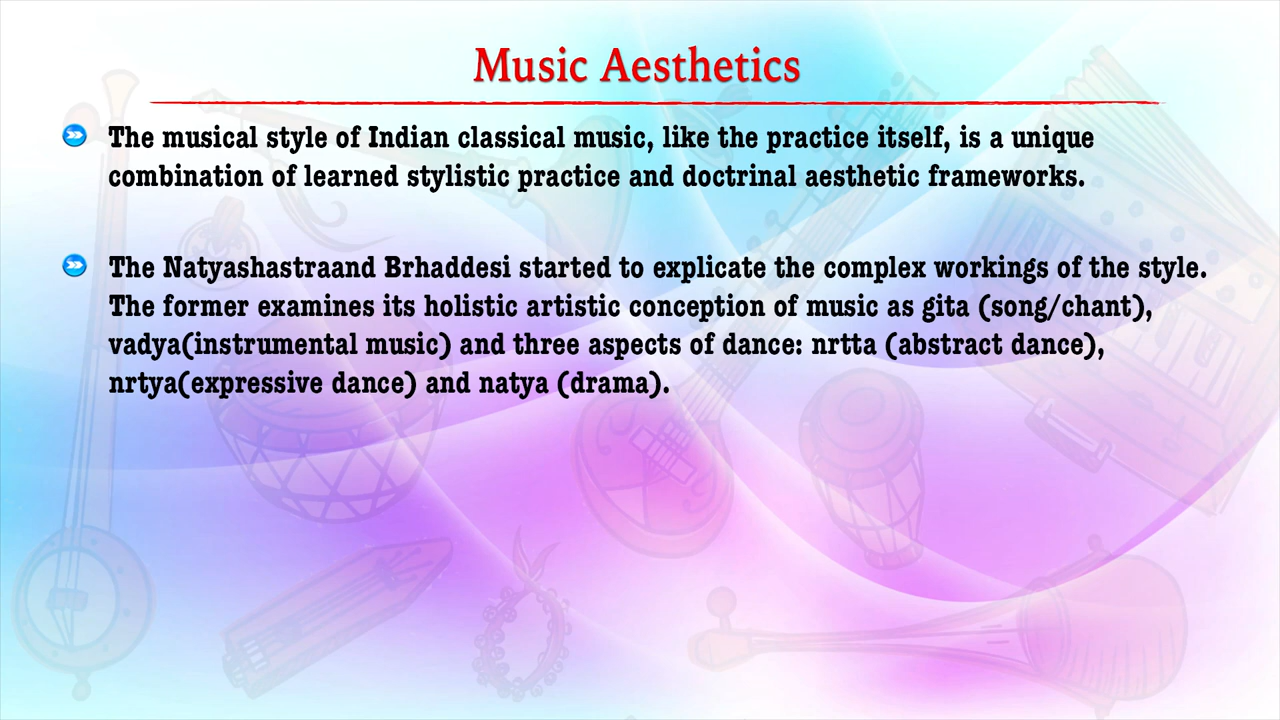 Music Aesthetics
The musical style of Indian classical music, like the practice itself, is a unique
combination of learned stylistic practice and doctrinal aesthetic frameworks.
The Natyashastraand Brhaddesi started to explicate the complex workings of the style.
The former examines its holistic artistic conception of music as gita (song/chant),
vadya(instrumental music) and three aspects of dance: nrtta (abstract dance),
nrtya(expressive dance) and natya (drama).